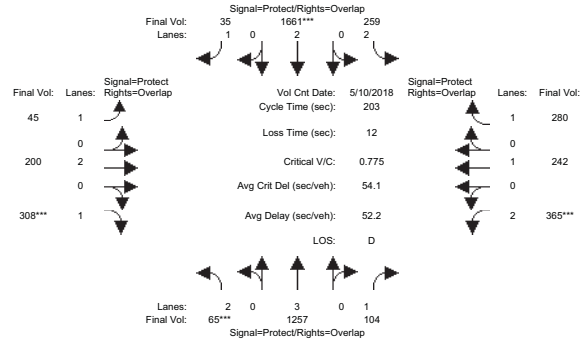 Signal=Protect/Rights=Overlap
Final Vol: 35 1661*** 259
Lanes: 1 0 2 0 2
Signal=Protect
Final Vol: Lanes: Rights=Overlap
Vol Cnt Date: 5/10/2018
Signal=Protect
Rights=Overlap Lanes: Final Vol:
Cycle Time (sec): 203
45 1 1 280
Loss Time (sec): 12
0 0
200 2 Critical V/C: 0.775 1 242
0 Avg Crit Del (sec/veh): 54.1 0
308*** 1 Avg Delay (sec/veh): 52.2 2 365***
LOS: D
Lanes: 2 0 3 0 1
Final Vol: 65*** 1257 104
Signal=Protect/Rights=Overlap